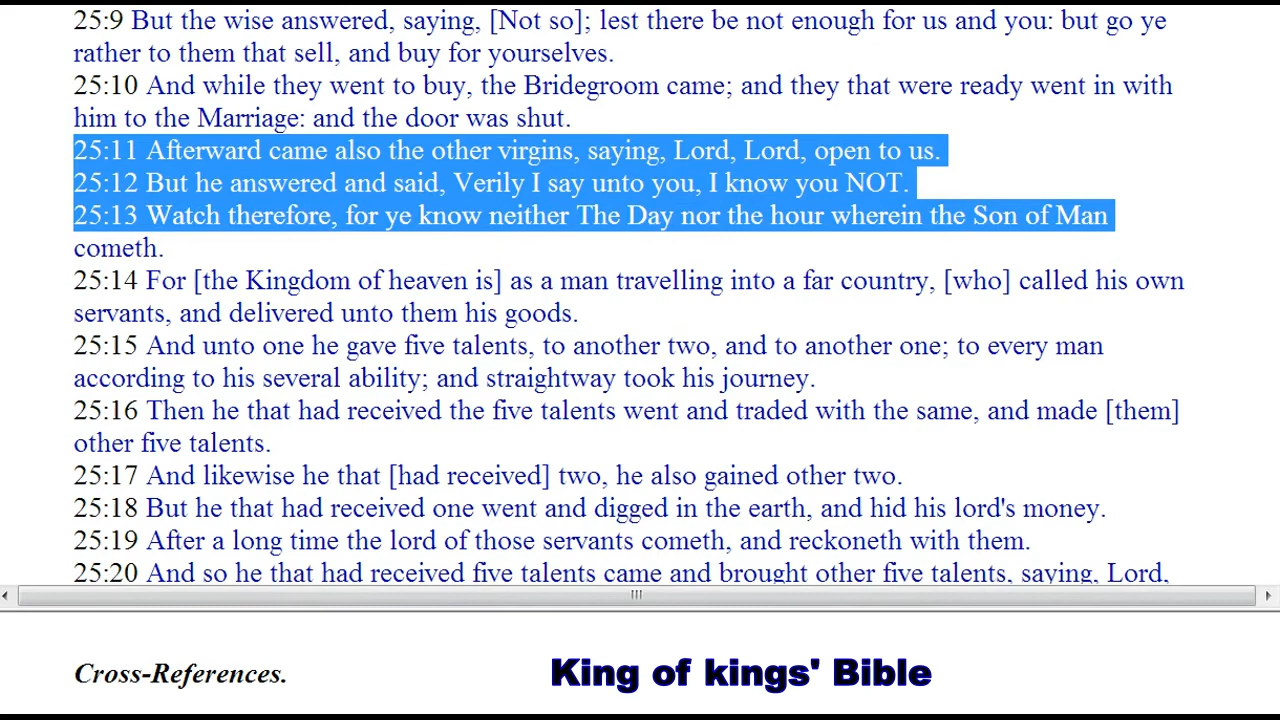 25:9 But the wise answered, saying, [Not so]; lest there be not enough for us and you: but go ye
rather to them that sell, and buy for yourselves.
25:10 And while they went to buy, the Bridegroom came; and they that were ready went in with
him to the Marriage: and the door was shut.
25:11 Afterward came also the other virgins, saying, Lord, Lord, open to us.
25:12 But he answered and said, Verily I say unto you, I know you NOT.
25:13 Watch therefore, for ye know neither The Day nor the hour wherein the Son of Man
cometh.
25:14 For [the Kingdom of heaven is] as a man travelling into a far country, [who] called his own
servants, and delivered unto them his goods.
25:15 And unto one he gave five talents, to another two, and to another one; to every man
according to his several ability; and straightway took his journey.
25:16 Then he that had received the five talents went and traded with the same, and made [them]
other five talents.
25:17 And likewise he that [had received] two, he also gained other two.
25:18 But he that had received one went and digged in the earth, and hid his lord's money.
25:19 After a long time the lord of those servants cometh, and reckoneth with them.
25:20 And so he that had received five talents came and brought other five talents, saying, Lord,
Cross-References.
King of kings' Bible